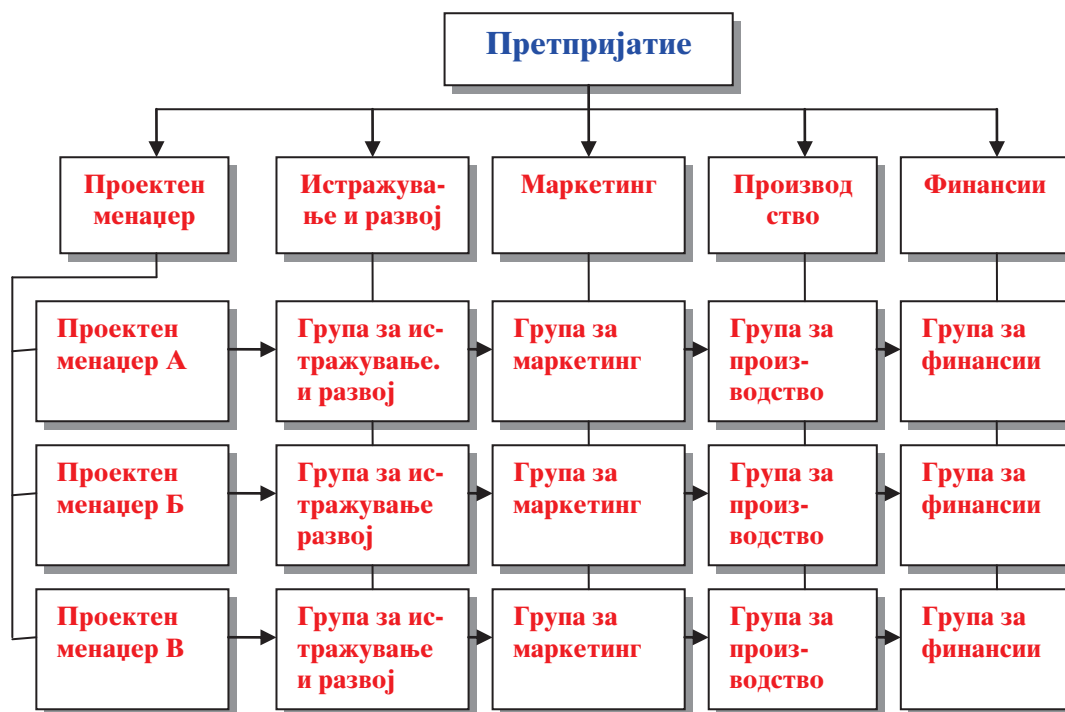 Претпријатие
Проектен
менаџер
Истражува-
ње и развој
Маркетинг
Производ
ство
Финансии
Проектен
менаџер А
Група за ис-
тражување.
и развој
Група за
маркетинг
Група за
произ-
водство
Група за
финансии
Проектен
менаџер Б
Група за ис-
тражување
развој
Група за
маркетинг
Група за
произ-
водство
Група за
финансии
Проектен
менаџер В
Група за ис-
тражување
и развој
Група за
маркетинг
Група за
произ-
водство
Група за
финансии